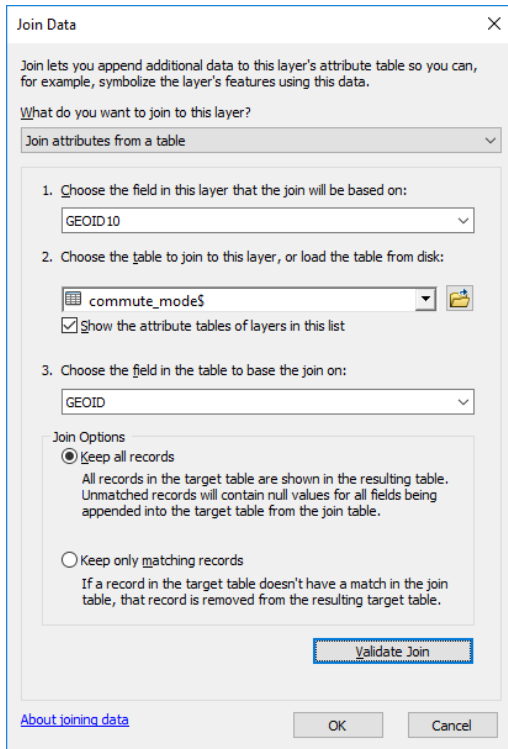 Join Data
Join lets you append additional data to this layer's attribute table so you can,
for example, symbolize the layer's features using this data.
What do you want to join to this layer?
Join attributes from a table
1. Choose the field in this layer that the join will be based on:
GEOID10
2. Choose the table to join to this layer, or load the table from disk:
commute_mode$
Show the attribute tables of layers in this list
3. Choose the field in the table to base the join on:
GEOID
Join Options
Keep all records
All records in the target table are shown in the resulting table.
Unmatched records will contain null values for all fields being
appended into the target table from the join table.
Keep only matching records
If a record in the target table doesn't have a match in the join
table, that record is removed from the resulting target table.
Validate Join
About joining data
OK
Cancel